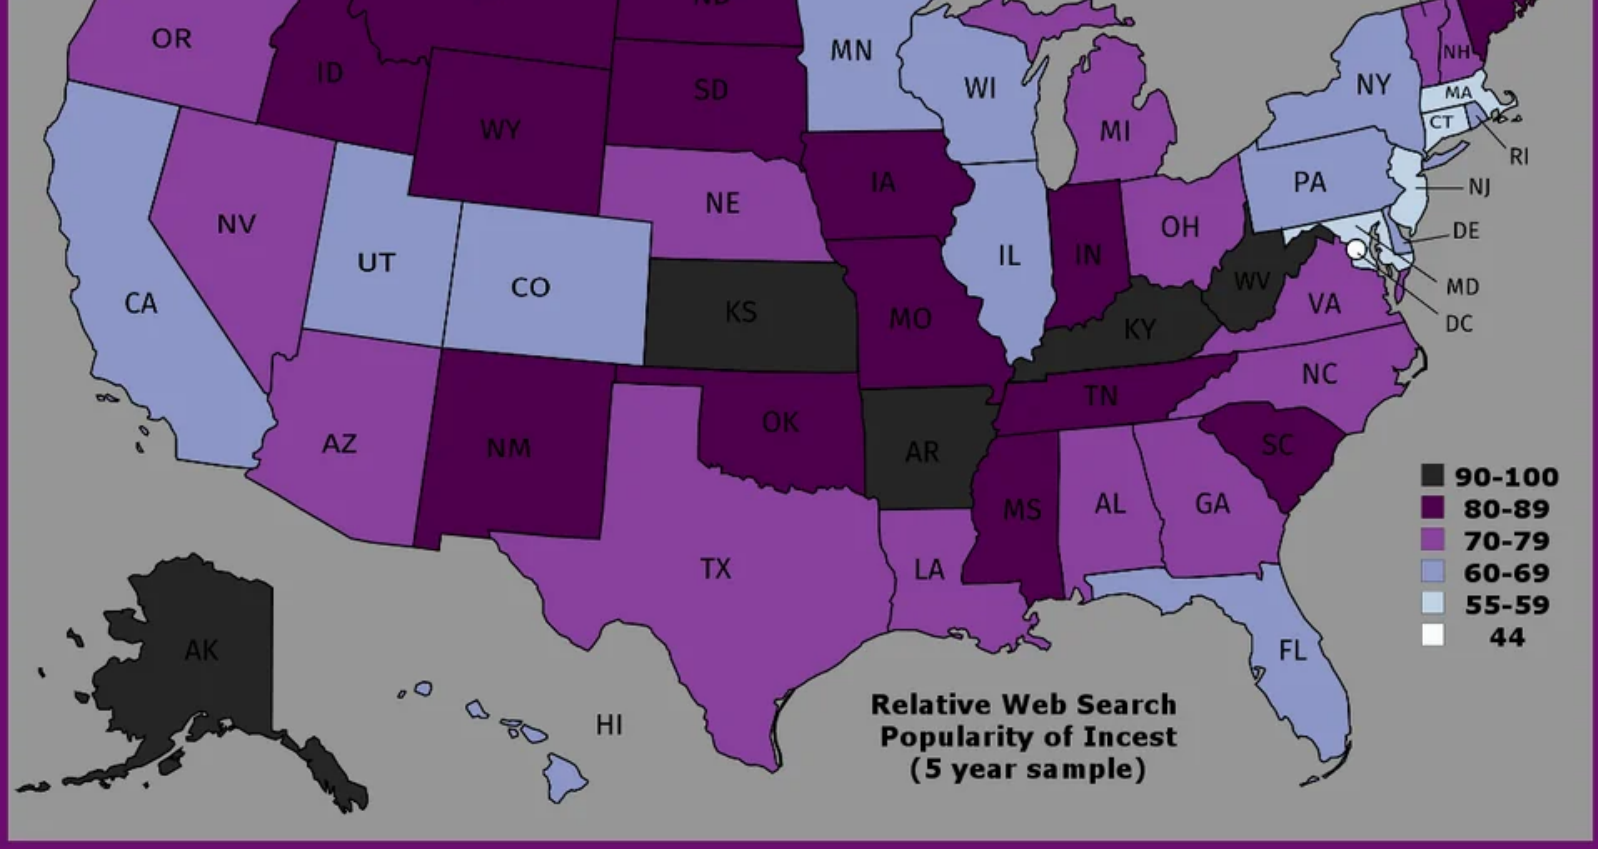 ND
OR
MN
NH
ID
SD
WI
NY
MA
WY
MI
CT
RI
IA
PA
NJ
NE
NV
OH
DE
UT
IN
IL
CO
WV
MD
CA
KS
MO
KY
VA
DC
NC
TN
OK
AZ
NM
AR
SC
MS
AL
GA
TX
LA
FL
AK
HI
90-100
80-89
70-79
60-69
55-59
44
Relative Web Search
Popularity of Incest
(5 year sample)